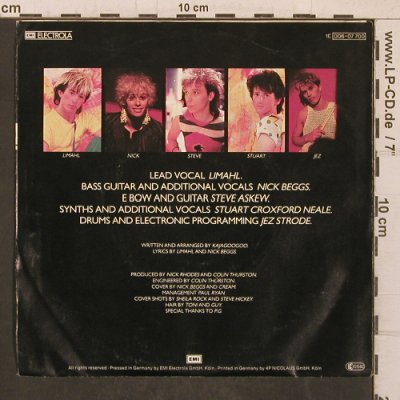 10 cm
10 cm
EMI ELECTROLA
1C 006-07 700
LIMAHL
NICK
STEVE
STUART
JEZ
LEAD VOCAL LIMAHL.
BASS GUITAR AND ADDITIONAL VOCALS NICK BEGGS.
E BOW AND GUITAR STEVE ASKEW.
SYNTHS AND ADDITIONAL VOCALS STUART CROXFORD NEALE.
DRUMS AND ELECTRONIC PROGRAMMING JEZ STRODE.
WRITTEN AND ARRANGED BY KAJAGOOGOO.
LYRICS BY LIMAHL AND NICK BEGGS.
PRODUCED BY NICK RHODES AND COLIN THURSTON.
ENGINEERED BY COLIN THURSTON.
COVER BY NICK BEGGS AND CREAM.
MANAGEMENT PAUL RYAN.
COVER SHOTS BY SHEILA ROCK AND STEVE HICKEY.
HAIR BY TONI AND GUY.
SPECIAL THANKS TO P.G.
EMI
All rights reserved · Pressed in Germany by EMI Electrola GmbH, Köln. Printed in Germany by 4P NICOLAUS GmbH, Köln
www.LP-CD.de / 7"
10 cm